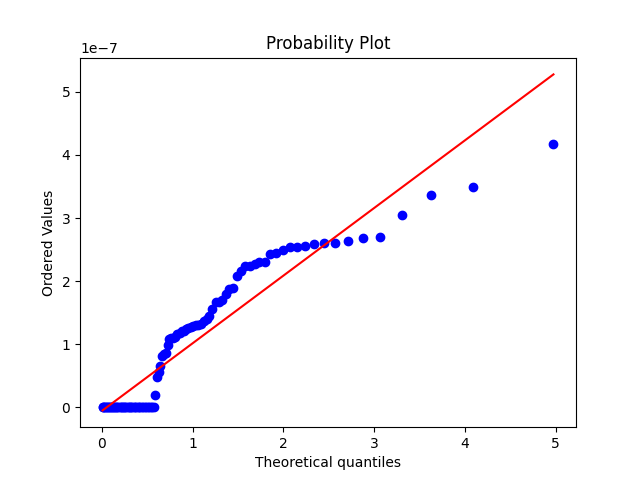 Probability Plot
1e−7
5
4
3
2
1
0
Ordered Values
0 1 2 3 4 5
Theoretical quantiles